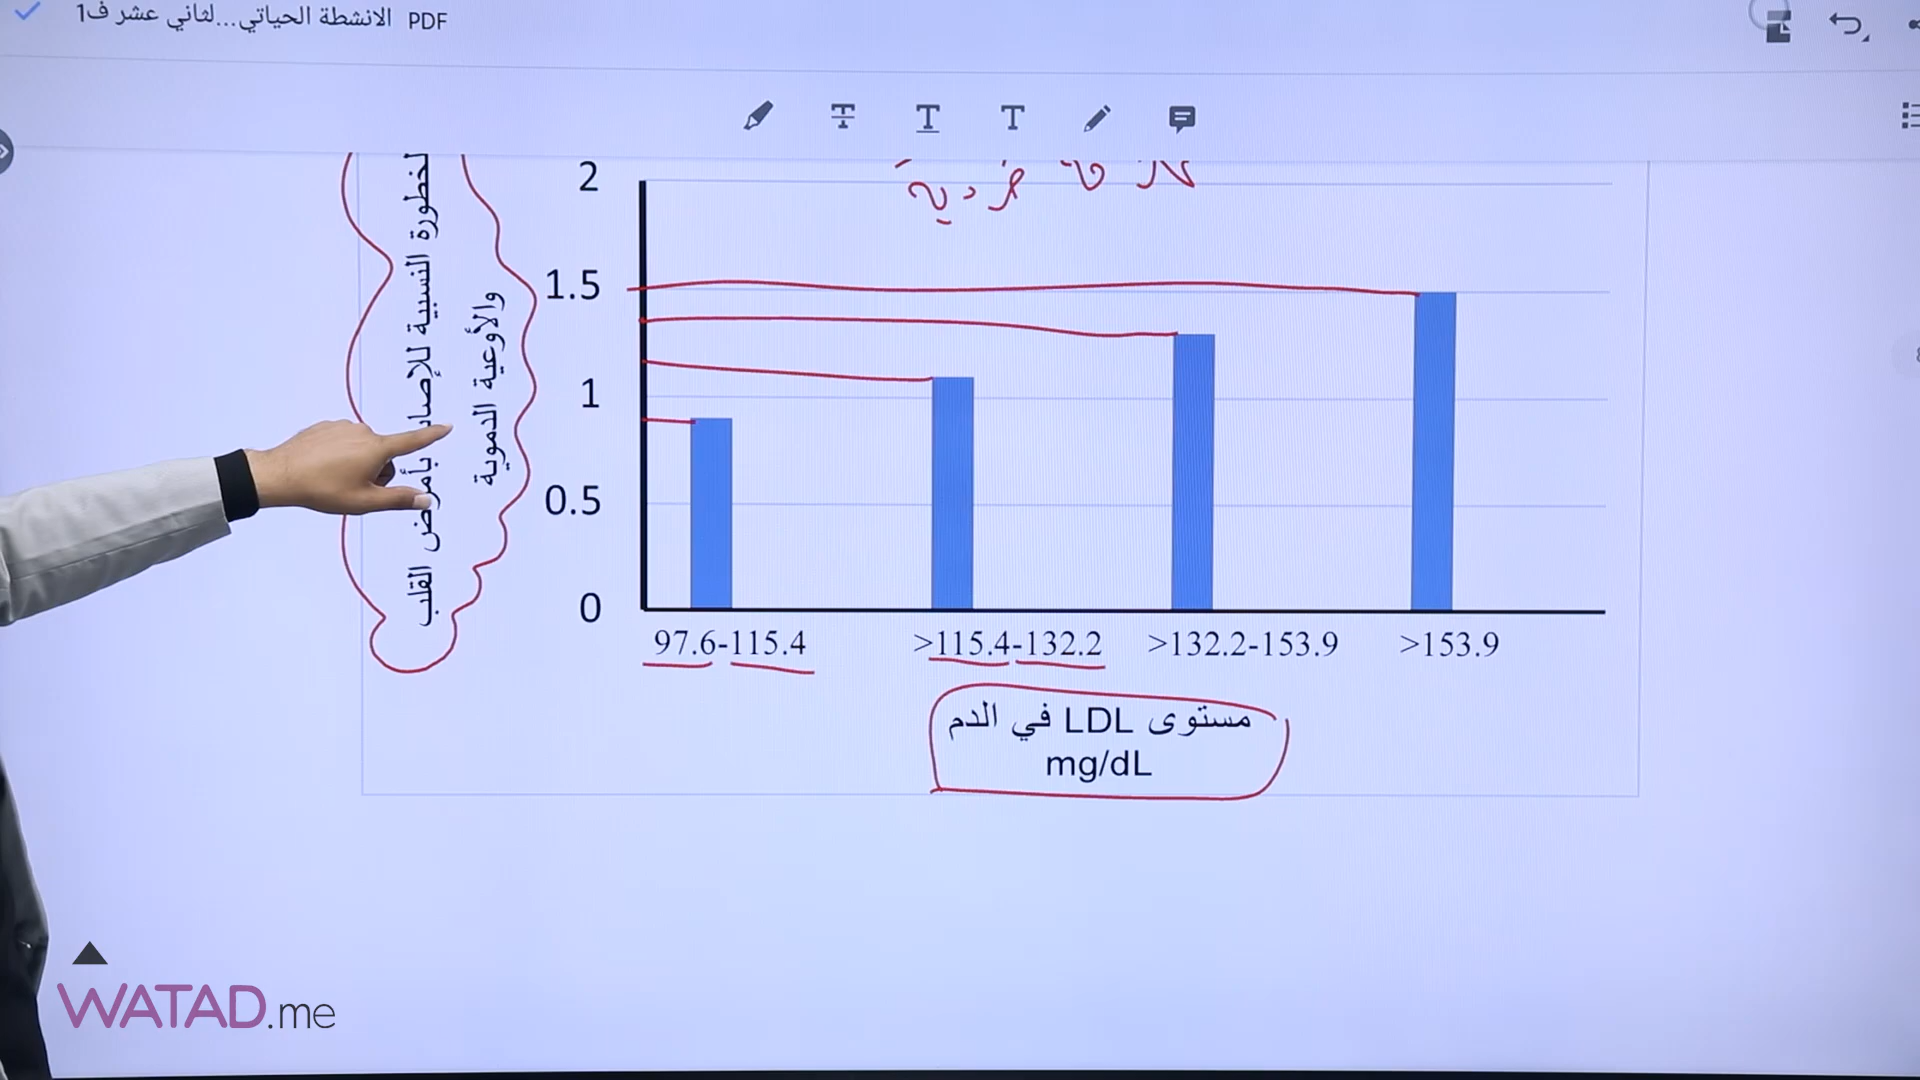 الانشطة الحياتي...لثاني عشر ف1 PDF
2
1.5
1
0.5
0
لخطورة النسبية للإصا بأمراض القلب
والأوعية الدموية
97.6-115.4
>115.4-132.2
>132.2-153.9
>153.9
مستوى LDL في الدم
mg/dL
WATAD.me